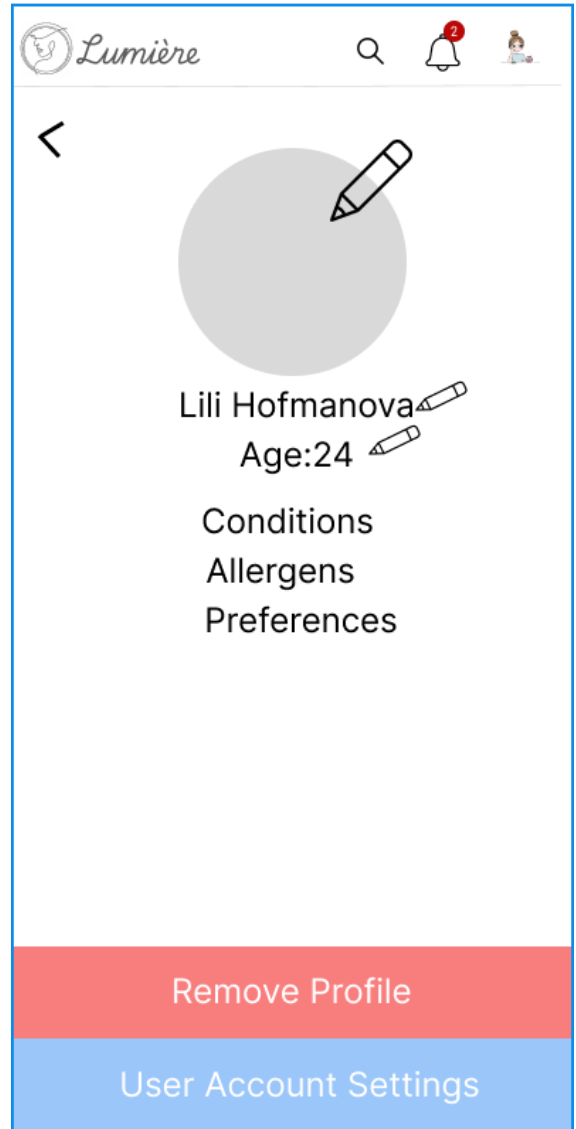 Lumière
2
Lili Hofmanova
Age:24
Conditions
Allergens
Preferences
Remove Profile
User Account Settings